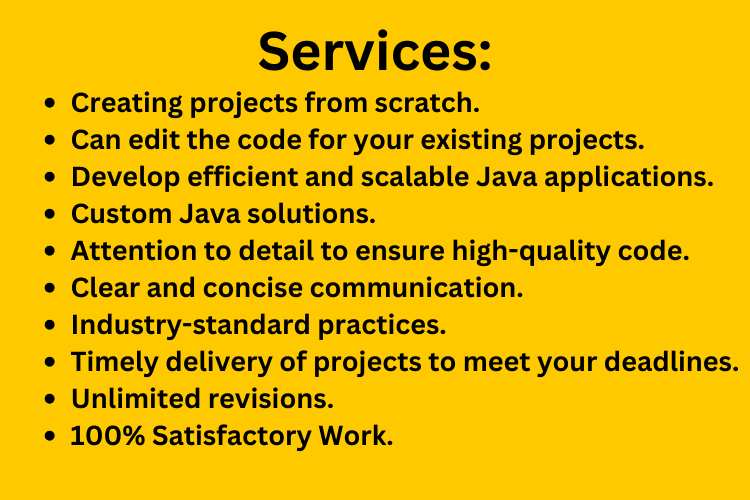 Services:
• Creating projects from scratch.
• Can edit the code for your existing projects.
• Develop efficient and scalable Java applications.
• Custom Java solutions.
• Attention to detail to ensure high-quality code.
• Clear and concise communication.
• Industry-standard practices.
• Timely delivery of projects to meet your deadlines.
• Unlimited revisions.
• 100% Satisfactory Work.